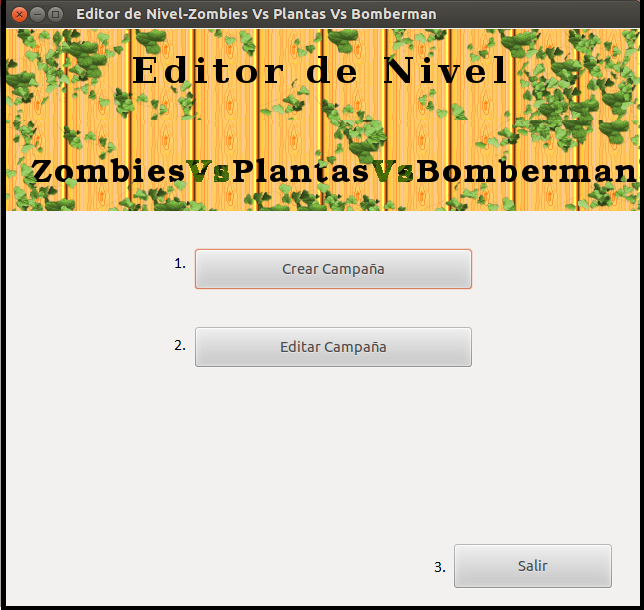 Editor de Nivel-Zombies Vs Plantas Vs Bomberman
Editor de Nivel
ZombiesVsPlantasVsBomberman
1. Crear Campaña
2. Editar Campaña
3. Salir